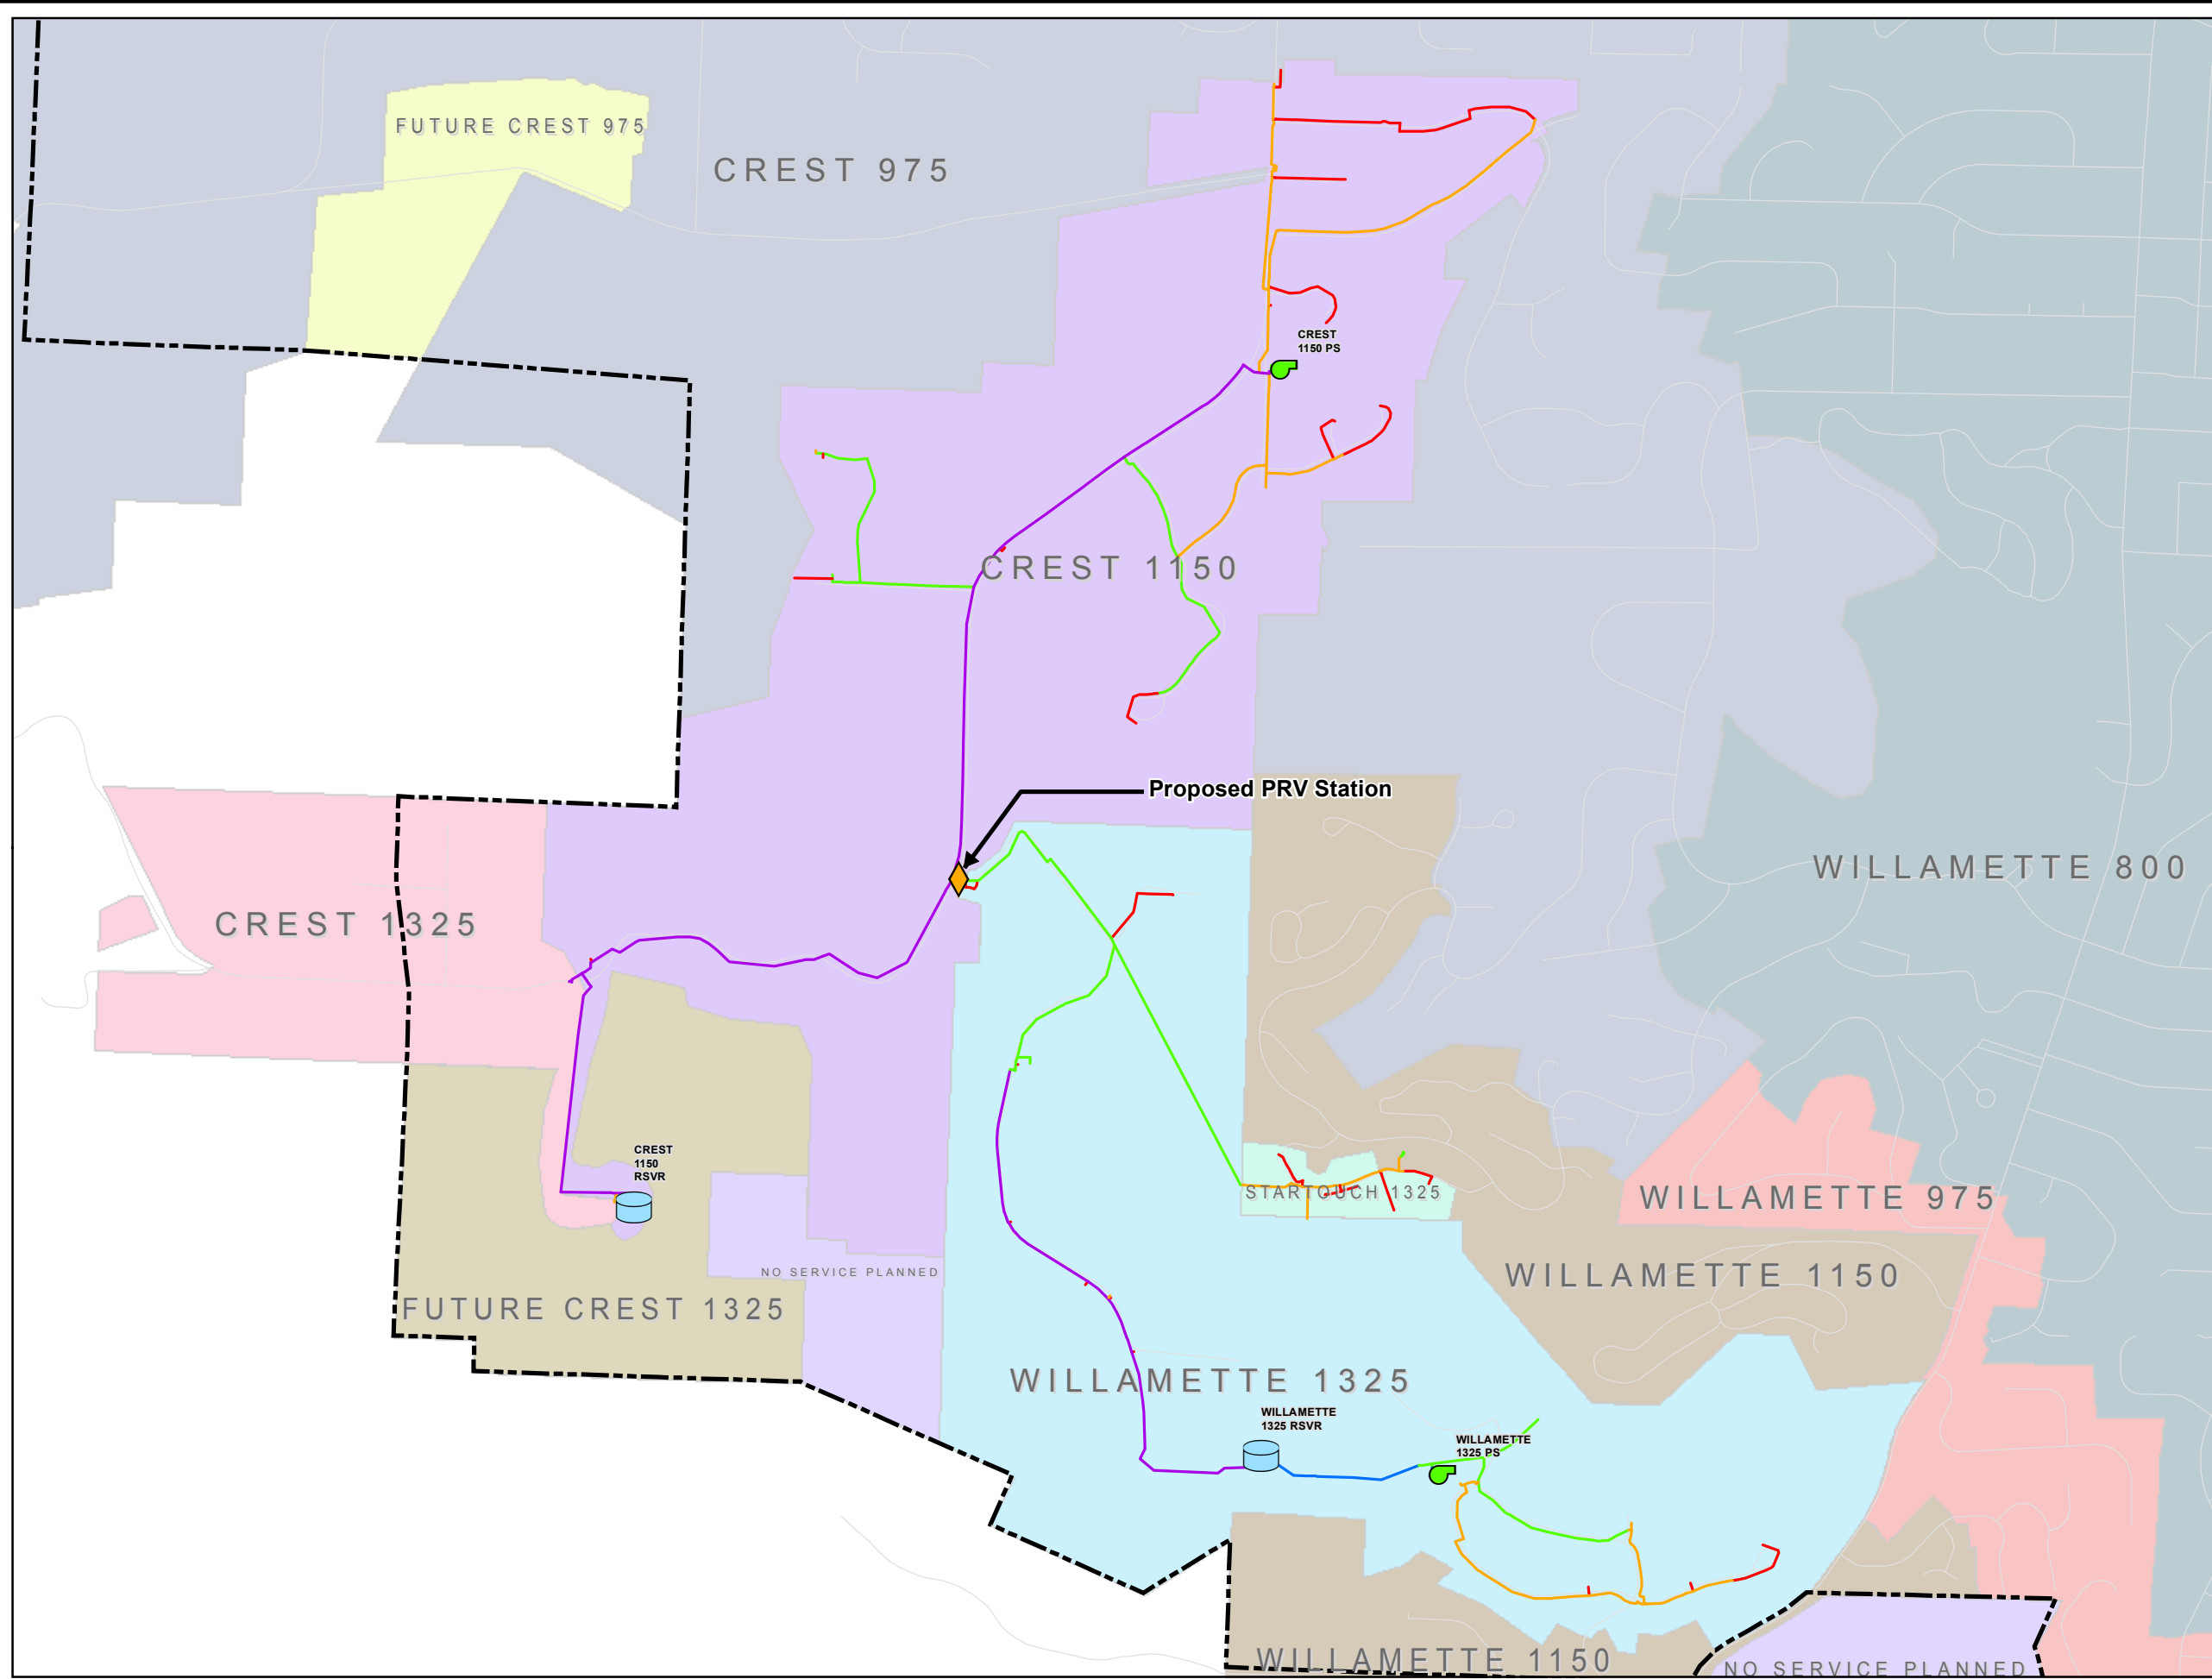 FUTURE CREST 975
CREST 975
CREST
1150 PS
CREST 1150
Proposed PRV Station
WILLAMETTE 800
CREST 1325
CREST
1150
RSVR
STARTOUCH 1325
WILLAMETTE 975
NO SERVICE PLANNED
WILLAMETTE 1150
FUTURE CREST 1325
WILLAMETTE 1325
WILLAMETTE
1325 RSVR
WILLAMETTE
1325 PS
WILLAMETTE 1150
NO SERVICE PLANNED